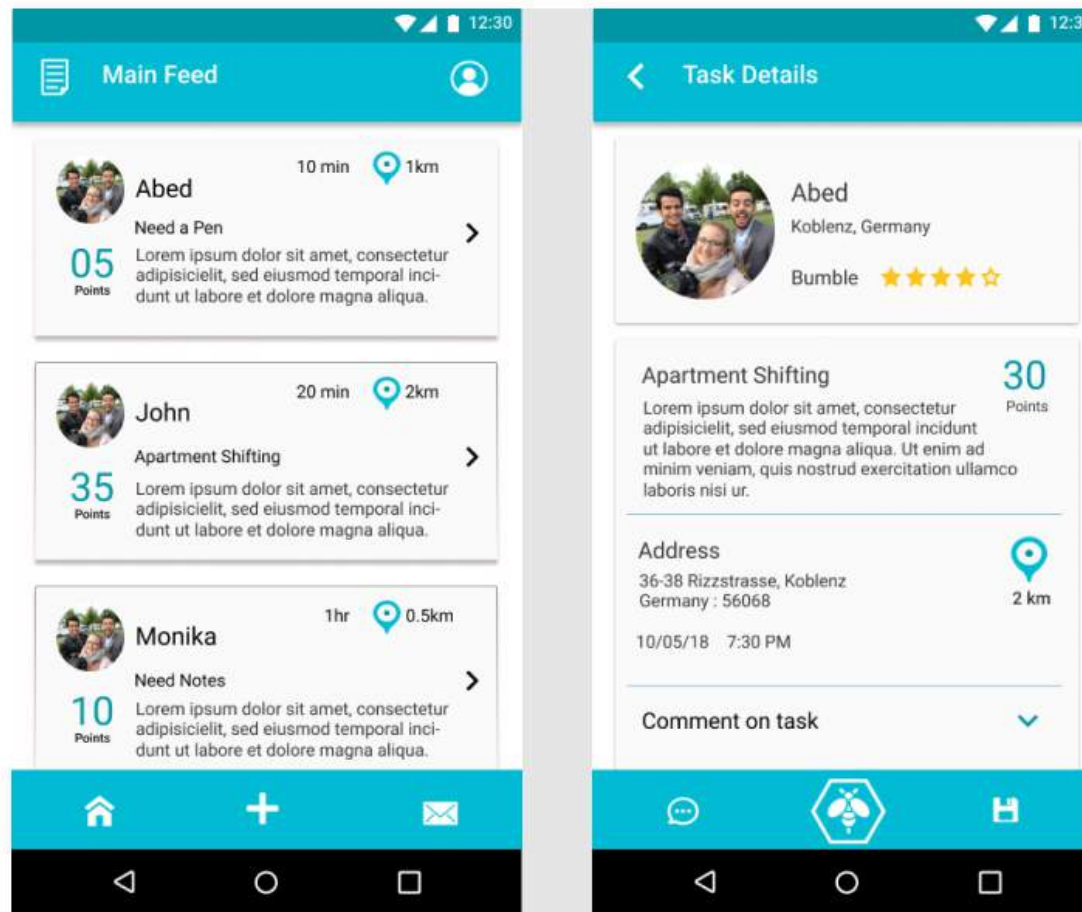 12:30
Main Feed
10 min 1km
Abed
Need a Pen
05
Points
Lorem ipsum dolor sit amet, consectetur
adipisicielit, sed eiusmod temporal inci-
dunt ut labore et dolore magna aliqua.
20 min 2km
John
Apartment Shifting
35
Points
Lorem ipsum dolor sit amet, consectetur
adipisicielit, sed eiusmod temporal inci-
dunt ut labore et dolore magna aliqua.
1hr 0.5km
Monika
Need Notes
10
Points
Lorem ipsum dolor sit amet, consectetur
adipisicielit, sed eiusmod temporal inci-
dunt ut labore et dolore magna aliqua.
12:3
Task Details
Abed
Koblenz, Germany
Bumble
Apartment Shifting
30
Points
Lorem ipsum dolor sit amet, consectetur
adipisicielit, sed eiusmod temporal incidunt
ut labore et dolore magna aliqua. Ut enim ad
minim veniam, quis nostrud exercitation ullamco
laboris nisi ur.
Address
36-38 Rizzstrasse, Koblenz
Germany : 56068
2 km
10/05/18 7:30 PM
Comment on task